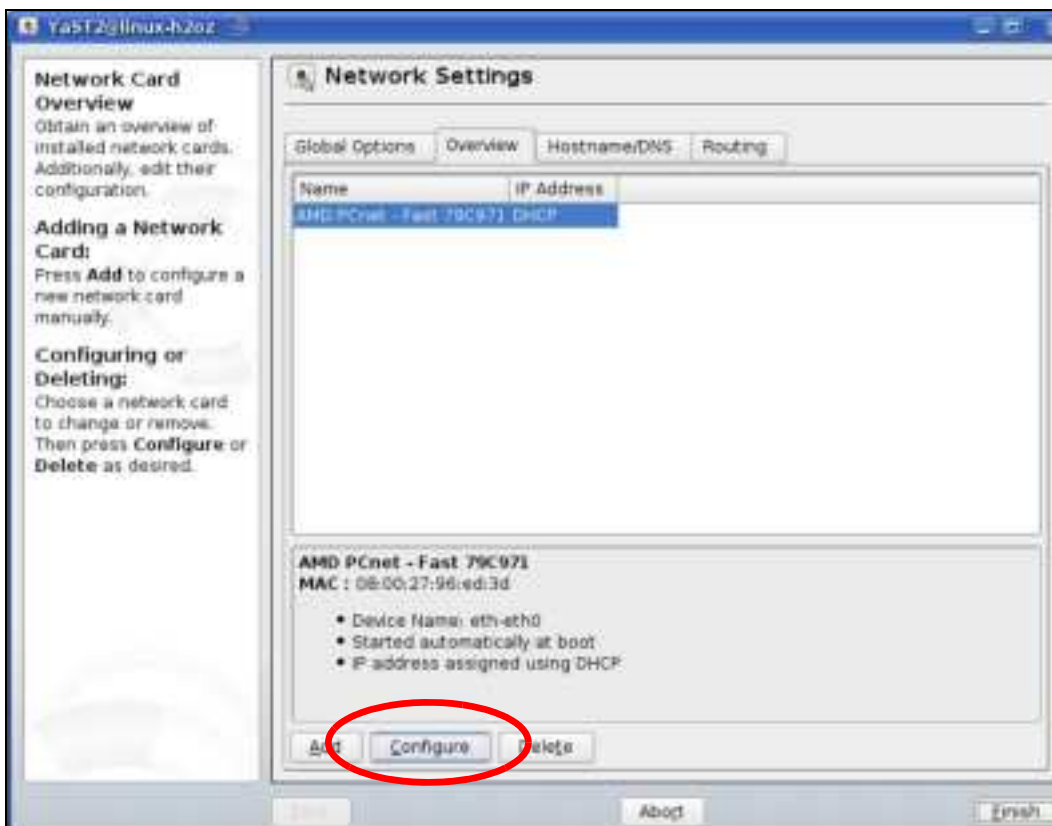 YaST2@linux-h2oz
Network Card
Overview
Obtain an overview of
installed network cards.
Additionally, edit their
configuration.
Adding a Network
Card:
Press Add to configure a
new network card
manually.
Configuring or
Deleting:
Choose a network card
to change or remove.
Then press Configure or
Delete as desired.
Network Settings
Global Options Overview Hostname/DNS Routing
Name IP Address
AMD PCnet - Fast 79C971 DHCP
AMD PCnet - Fast 79C971
MAC : 08:00:27:96:ed:3d
• Device Name: eth-eth0
• Started automatically at boot
• IP address assigned using DHCP
Add Configure Delete
Abort Finish